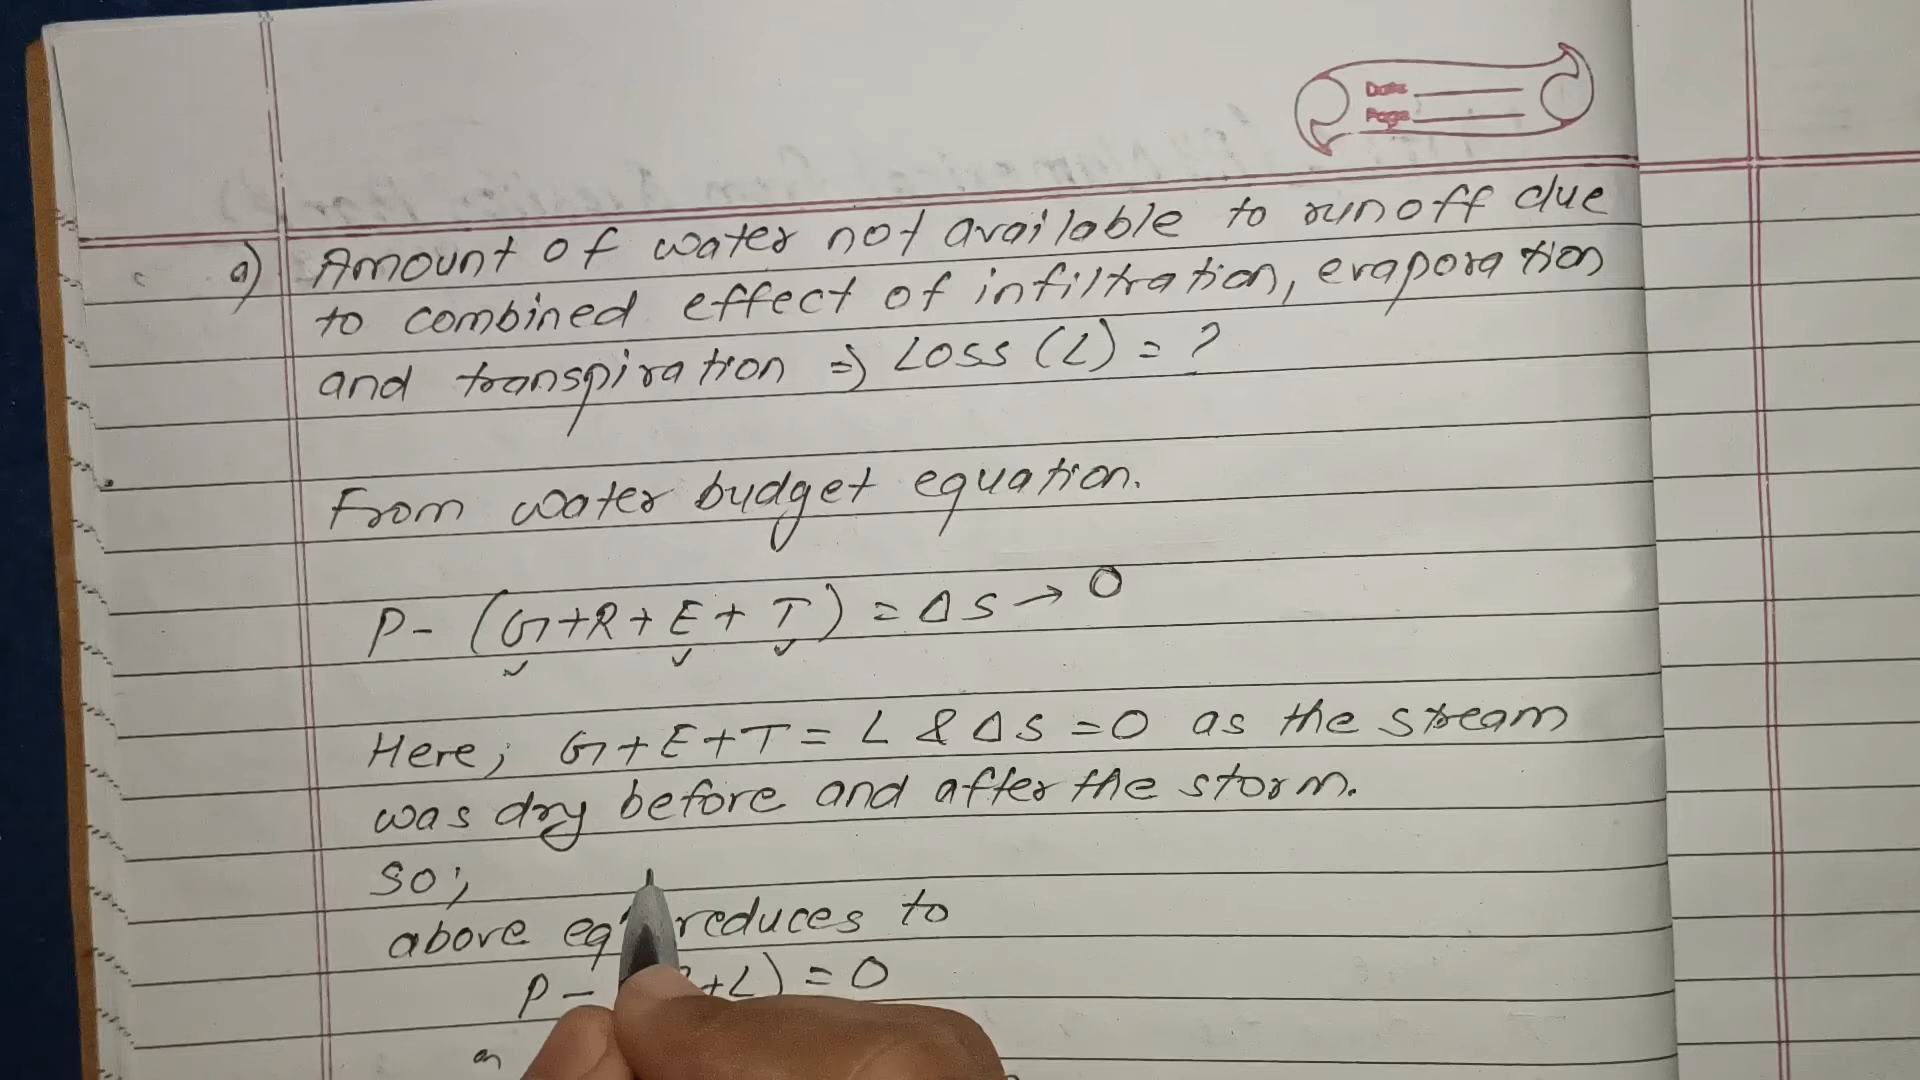 Date
Page
a) Amount of water not available to runoff due
to combined effect of infiltration, evaporation
and transpiration ⇒ Loss (L) = ?
From water budget equation.
P - (G+R+E+T) = ΔS → 0
Here; G+E+T = L & ΔS = 0 as the stream
was dry before and after the storm.
so;
above eqn reduces to
P - +L) = 0